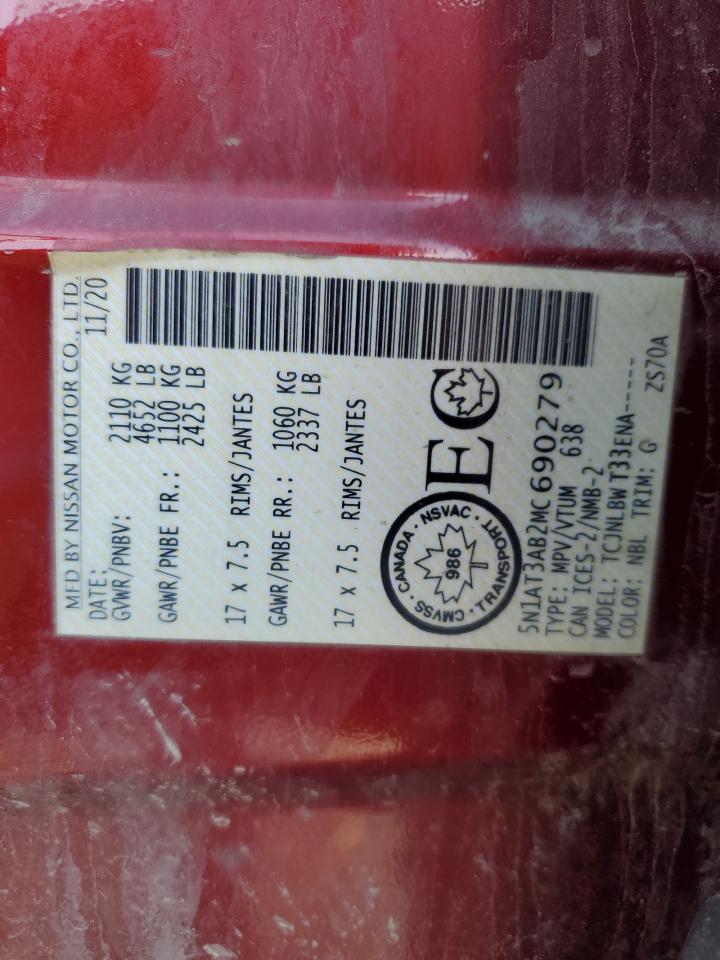 MFD BY NISSAN MOTOR CO., LTD.
DATE: 11/20
GVWR/PNBV: 2110 KG
4652 LB
GAWR/PNBE FR.: 1100 KG
2425 LB
17 x 7.5 RIMS/JANTES
GAWR/PNBE RR.: 1060 KG
2337 LB
17 x 7.5 RIMS/JANTES
CANADA · NSVAC · TRANSPORT · CMVSS ·
986
EC
5N1AT3AB2MC690279
TYPE: MPV/VTUM 638
CAN ICES-2/NMB-2
MODEL: TCJNLBWT33ENA-----
COLOR: NBL TRIM: G ZS70A